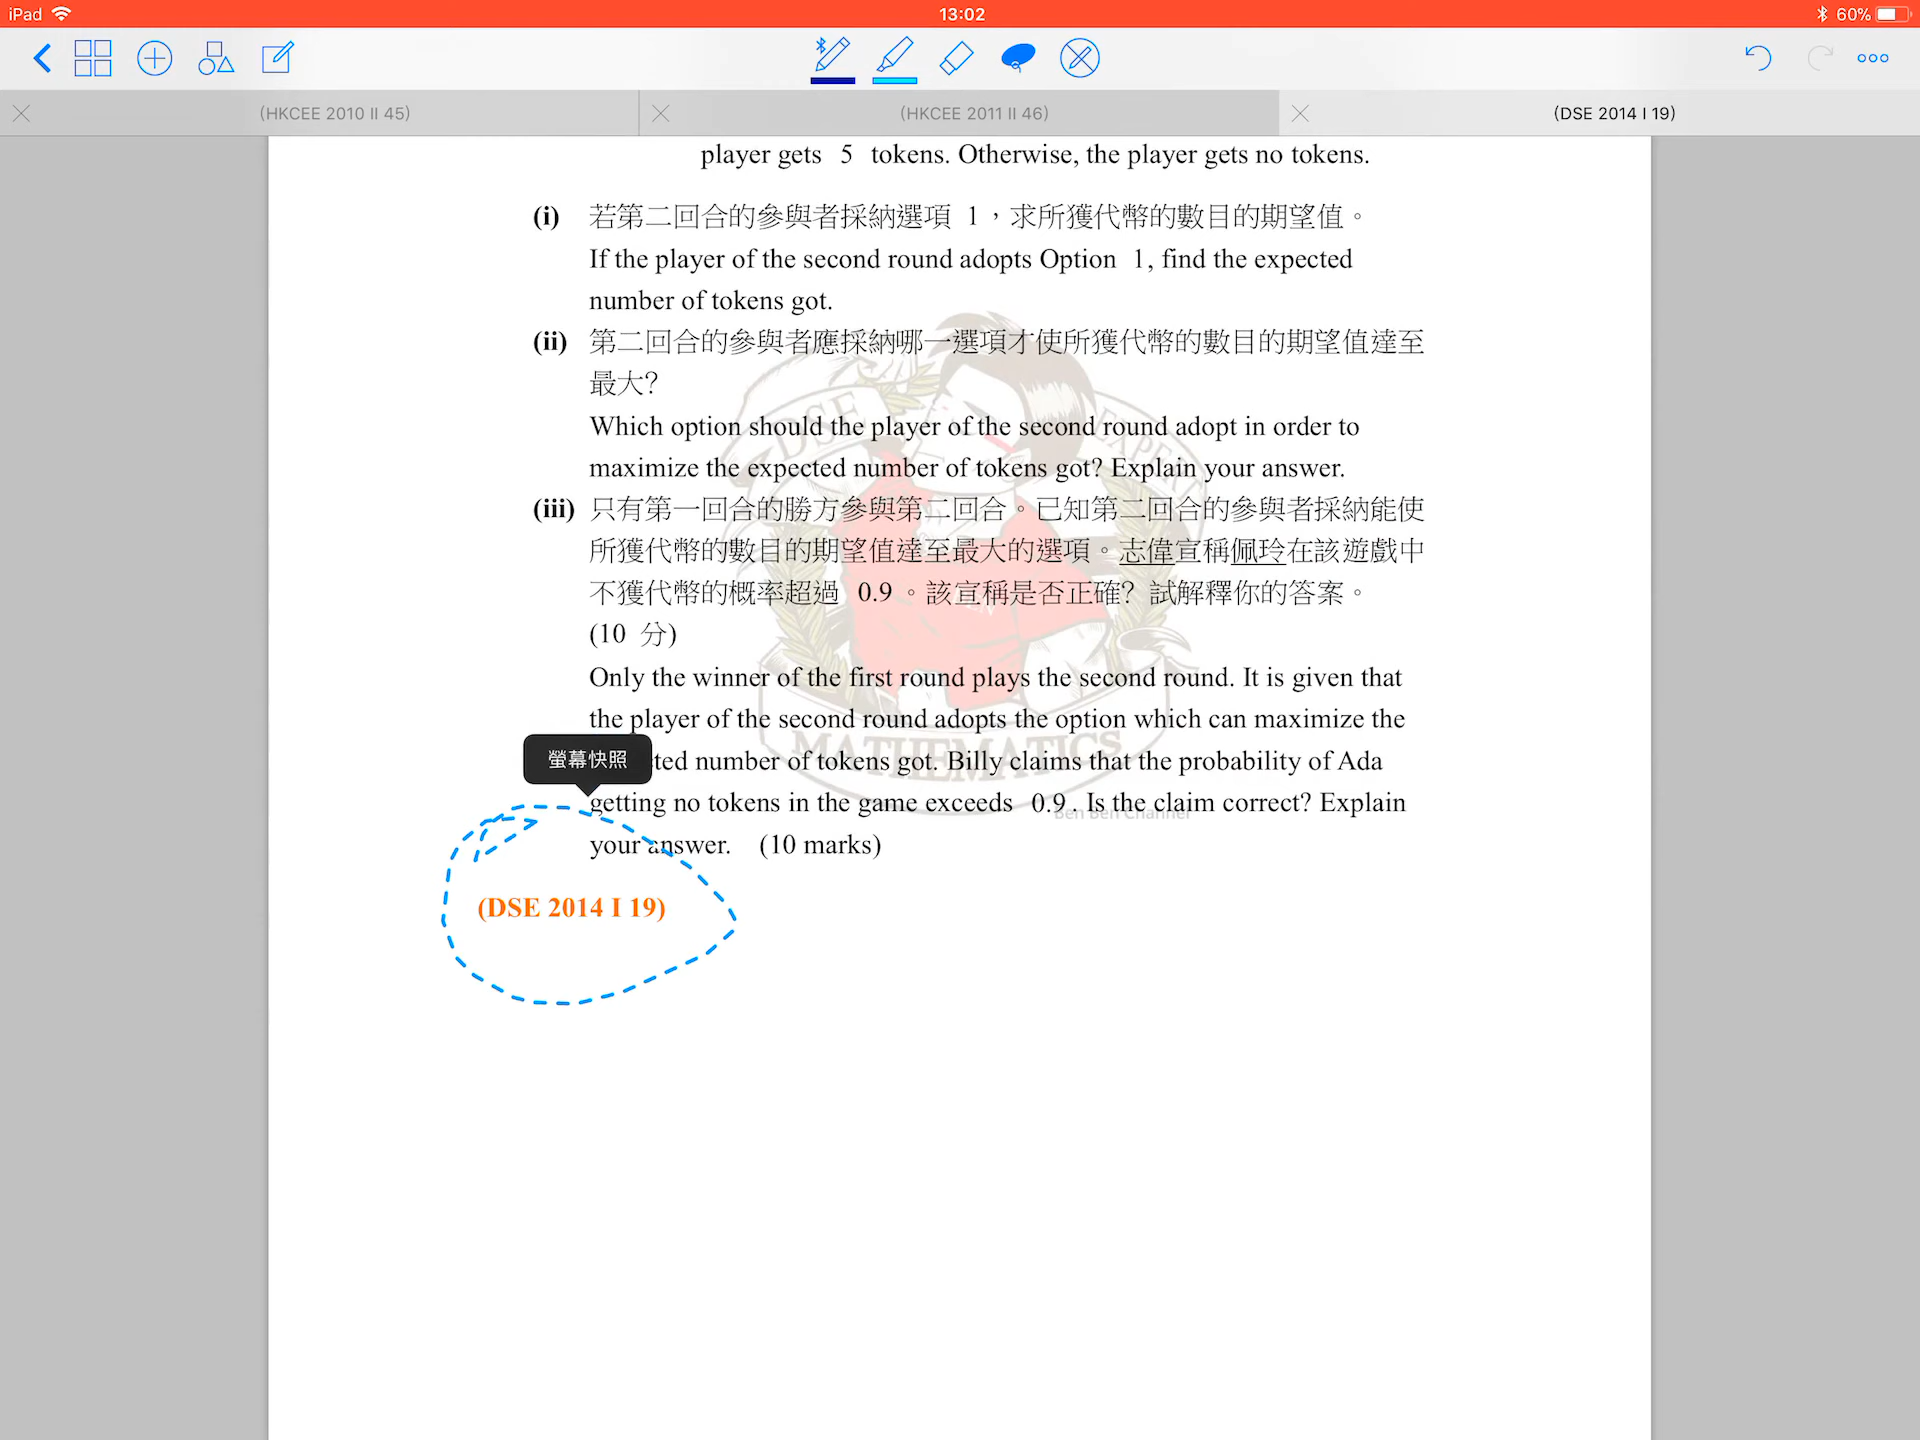 iPad
13:02
60%
(HKCEE 2010 II 45)
(HKCEE 2011 II 46)
(DSE 2014 I 19)
player gets 5 tokens. Otherwise, the player gets no tokens.
(i) 若第二回合的參與者採納選項 1，求所獲代幣的數目的期望值。
If the player of the second round adopts Option 1, find the expected
number of tokens got.
(ii) 第二回合的參與者應採納哪一選項才使所獲代幣的數目的期望值達至
最大?
Which option should the player of the second round adopt in order to
maximize the expected number of tokens got? Explain your answer.
(iii) 只有第一回合的勝方參與第二回合。已知第二回合的參與者採納能使
所獲代幣的數目的期望值達至最大的選項。志偉宣稱佩玲在該遊戲中
不獲代幣的概率超過 0.9。該宣稱是否正確? 試解釋你的答案。
(10 分)
Only the winner of the first round plays the second round. It is given that
the player of the second round adopts the option which can maximize the
螢幕快照
ted number of tokens got. Billy claims that the probability of Ada
getting no tokens in the game exceeds 0.9. Is the claim correct? Explain
your answer. (10 marks)
(DSE 2014 I 19)
DSE
EXPERT
MATHEMATICS
Ben Ben Channel